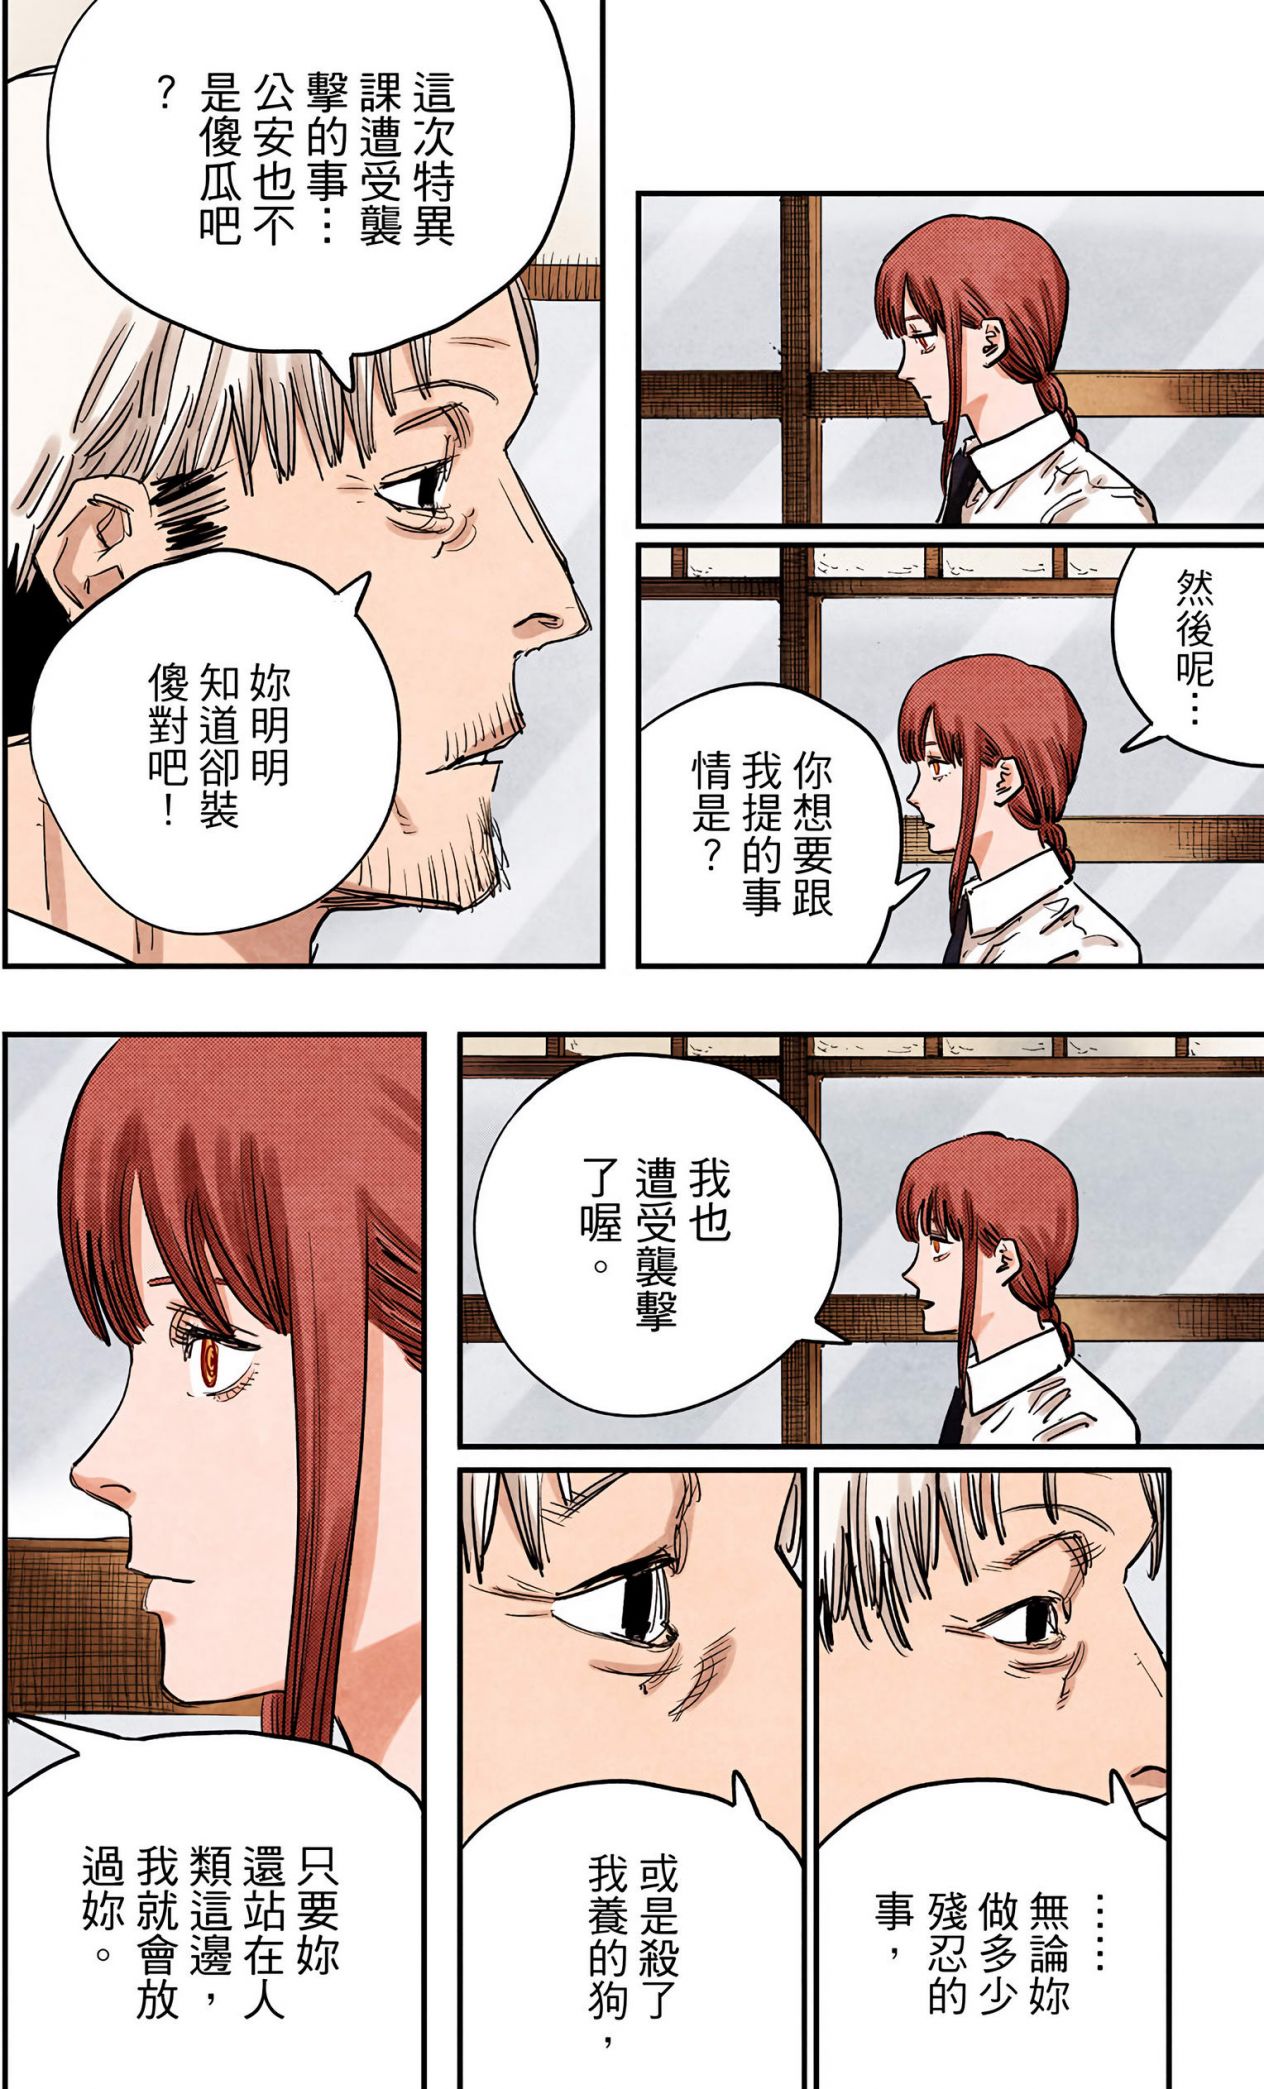 然後呢…
你想要跟
我提的事
情是？
這次特異
課遭受襲
擊的事…
公安也不
是傻瓜吧
？
妳明明
知道卻裝
傻對吧！
我也
遭受襲擊
了喔。
……
無論妳
做多少
殘忍的
事，
或是殺了
我養的狗，
只要妳
還站在人
類這邊，
我就會放
過妳。